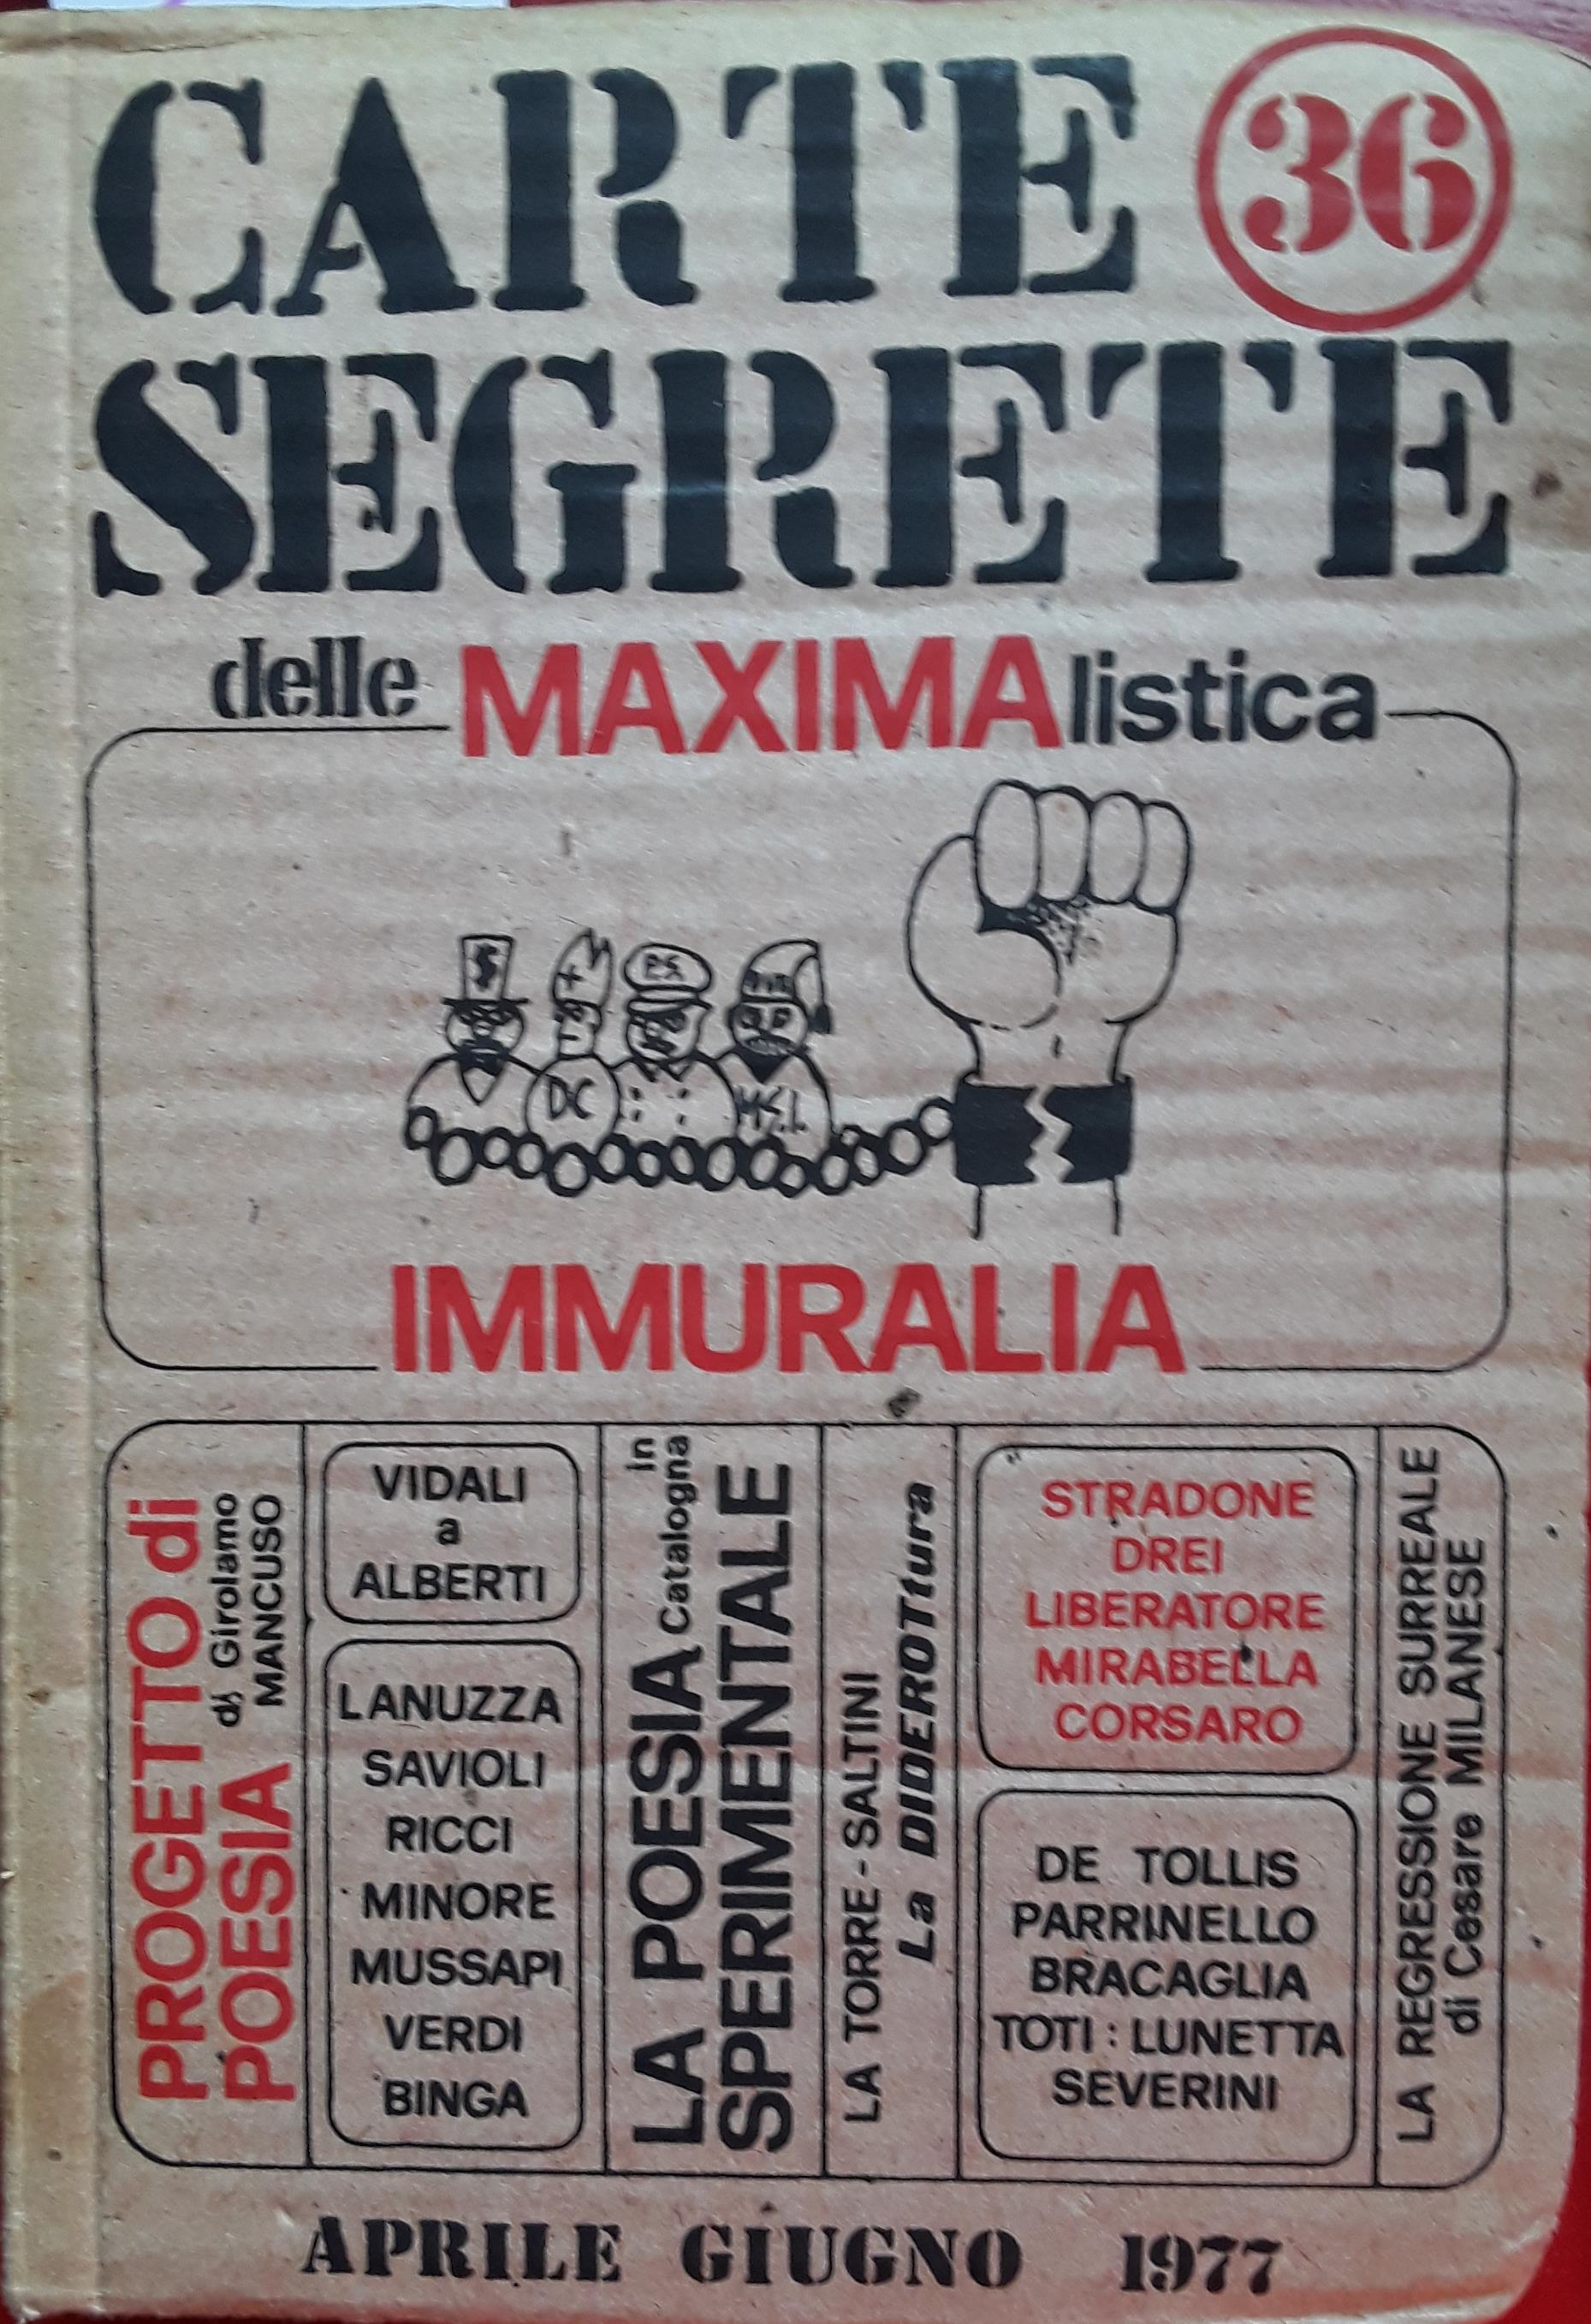 CARTE
36
SEGRETE
delle MAXIMAlistica
$
P.S.
DC
M.S.I.
IMMURALIA
PROGETTO di
POESIA
di Girolamo
MANCUSO
VIDALI
a
ALBERTI
LANUZZA
SAVIOLI
RICCI
MINORE
MUSSAPI
VERDI
BINGA
LA POESIA in Catalogna
SPERIMENTALE
LA TORRE - SALTINI
La DIDEROTtura
STRADONE
DREI
LIBERATORE
MIRABELLA
CORSARO
DE TOLLIS
PARRINELLO
BRACAGLIA
TOTI : LUNETTA
SEVERINI
LA REGRESSIONE SURREALE
di Cesare MILANESE
APRILE GIUGNO 1977